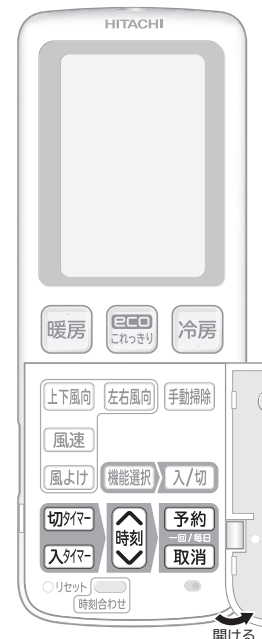 HITACHI
暖房
eco
これっきり
冷房
上下風向 左右風向 手動掃除
風速
風よけ 機能選択 入/切
切タイマー 時刻 予約
一回/毎日
入タイマー 取消
リセット
時刻合わせ
開ける